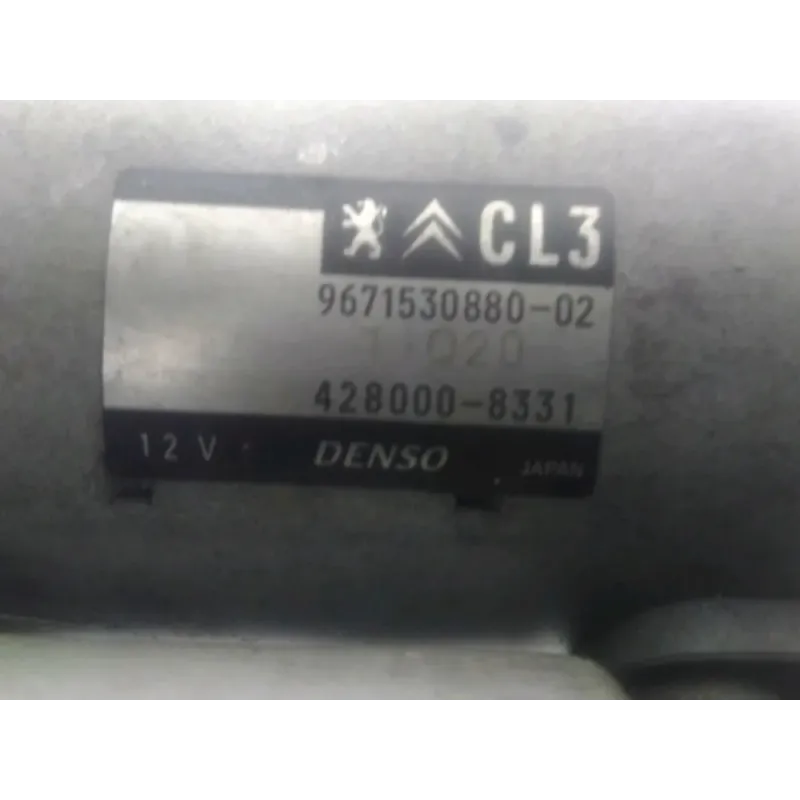 CL3
9671530880-02
428000-8331
12 V DENSO JAPAN